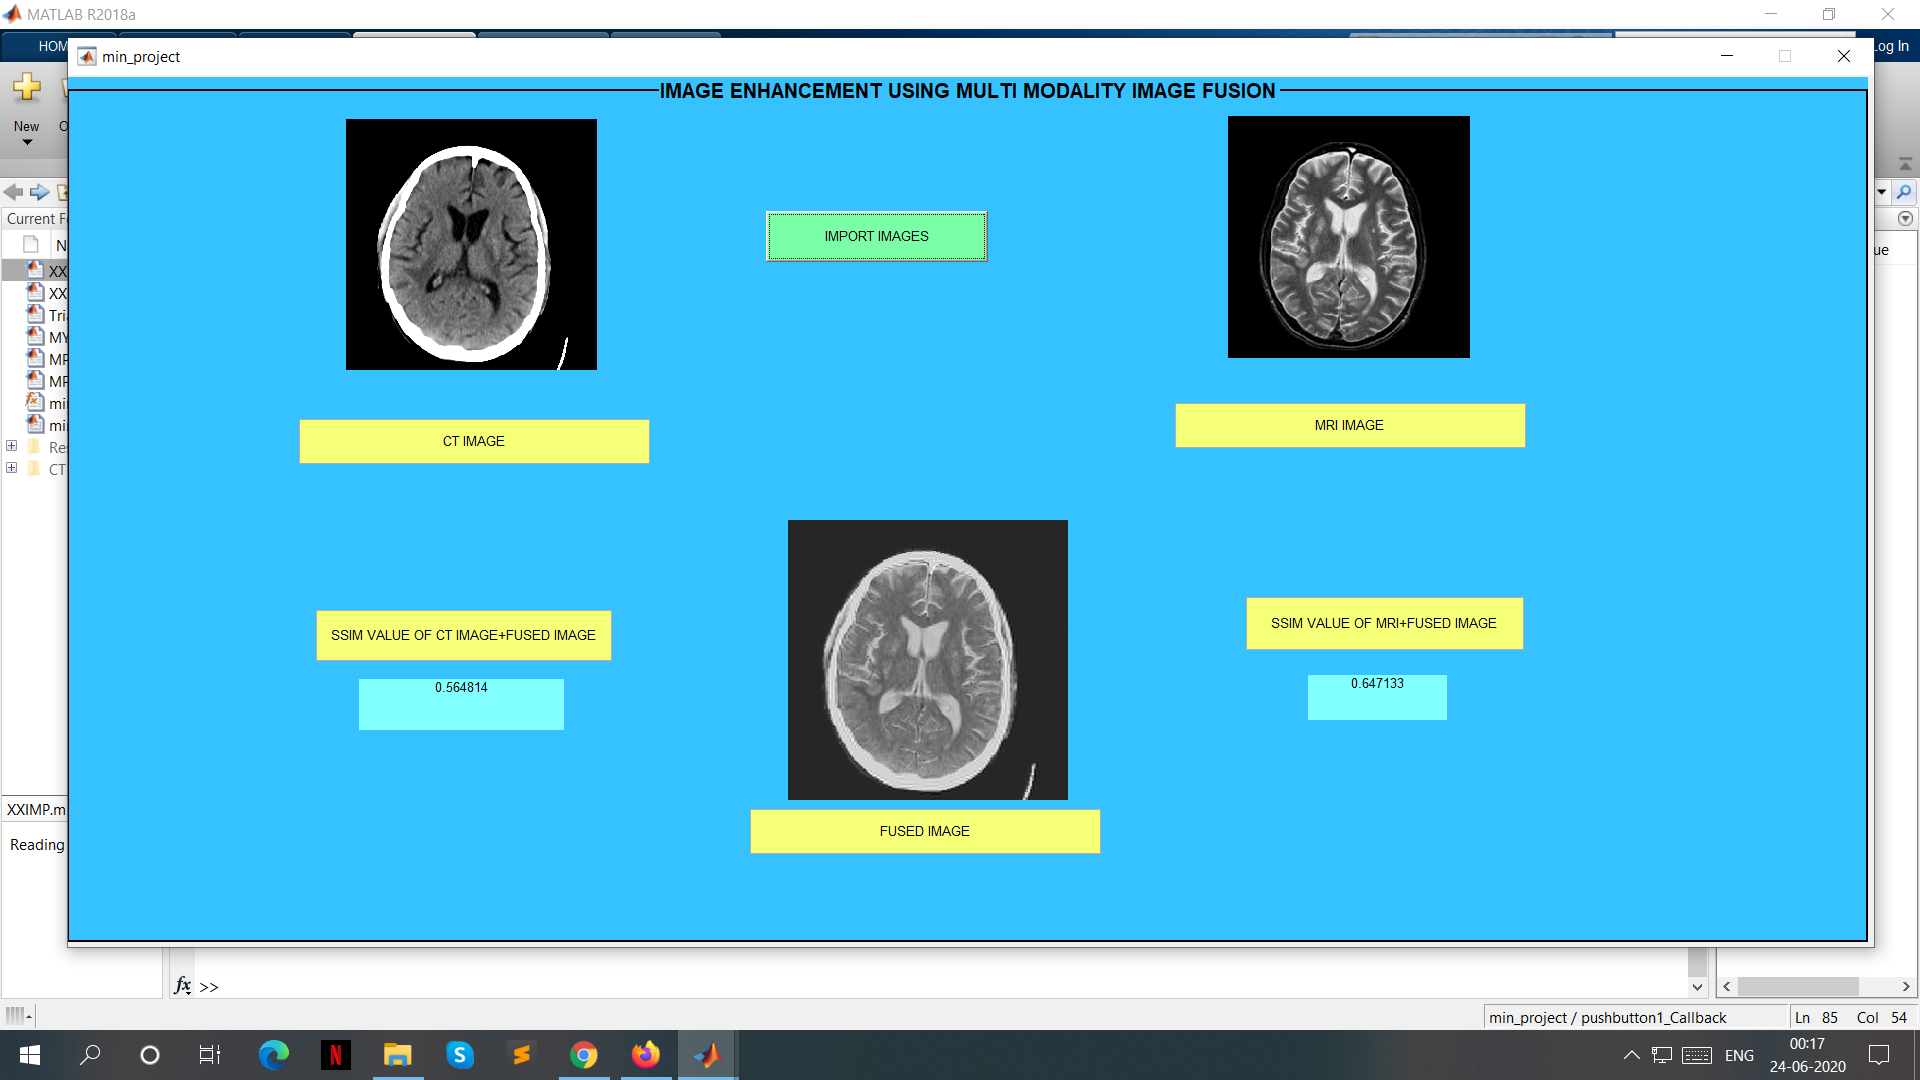 MATLAB R2018a
HOM
Log In
min_project
IMAGE ENHANCEMENT USING MULTI MODALITY IMAGE FUSION
New
O
IMPORT IMAGES
Current F
N
ue
XX
XX
Tri
MY
MF
MF
mi
mi
Re
CT
CT IMAGE
MRI IMAGE
SSIM VALUE OF CT IMAGE+FUSED IMAGE
SSIM VALUE OF MRI+FUSED IMAGE
0.564814
0.647133
FUSED IMAGE
XXIMP.m
Reading
fx >>
min_project / pushbutton1_Callback
Ln 85 Col 54
ENG
00:17
24-06-2020